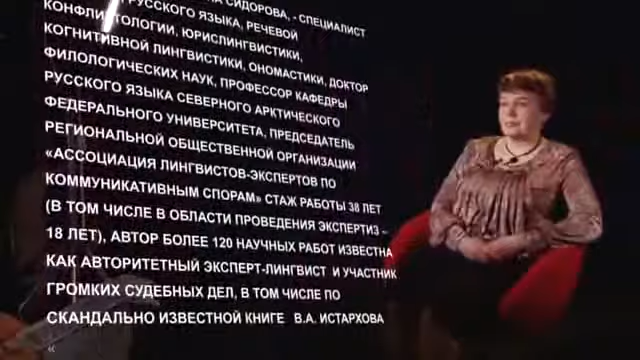 СИДОРОВА, - СПЕЦИАЛИСТ
РУССКОГО ЯЗЫКА, РЕЧЕВОЙ
КОНФЛИКТОЛОГИИ, ЮРИСЛИНГВИСТИКИ,
КОГНИТИВНОЙ ЛИНГВИСТИКИ, ОНОМАСТИКИ, ДОКТОР
ФИЛОЛОГИЧЕСКИХ НАУК, ПРОФЕССОР КАФЕДРЫ
РУССКОГО ЯЗЫКА СЕВЕРНОГО АРКТИЧЕСКОГО
ФЕДЕРАЛЬНОГО УНИВЕРСИТЕТА, ПРЕДСЕДАТЕЛЬ
РЕГИОНАЛЬНОЙ ОБЩЕСТВЕННОЙ ОРГАНИЗАЦИИ
«АССОЦИАЦИЯ ЛИНГВИСТОВ-ЭКСПЕРТОВ ПО
КОММУНИКАТИВНЫМ СПОРАМ» СТАЖ РАБОТЫ 38 ЛЕТ
(В ТОМ ЧИСЛЕ В ОБЛАСТИ ПРОВЕДЕНИЯ ЭКСПЕРТИЗ –
18 ЛЕТ), АВТОР БОЛЕЕ 120 НАУЧНЫХ РАБОТ ИЗВЕСТНА
КАК АВТОРИТЕТНЫЙ ЭКСПЕРТ-ЛИНГВИСТ И УЧАСТНИК
ГРОМКИХ СУДЕБНЫХ ДЕЛ, В ТОМ ЧИСЛЕ ПО
СКАНДАЛЬНО ИЗВЕСТНОЙ КНИГЕ В.А. ИСТАРХОВА
«